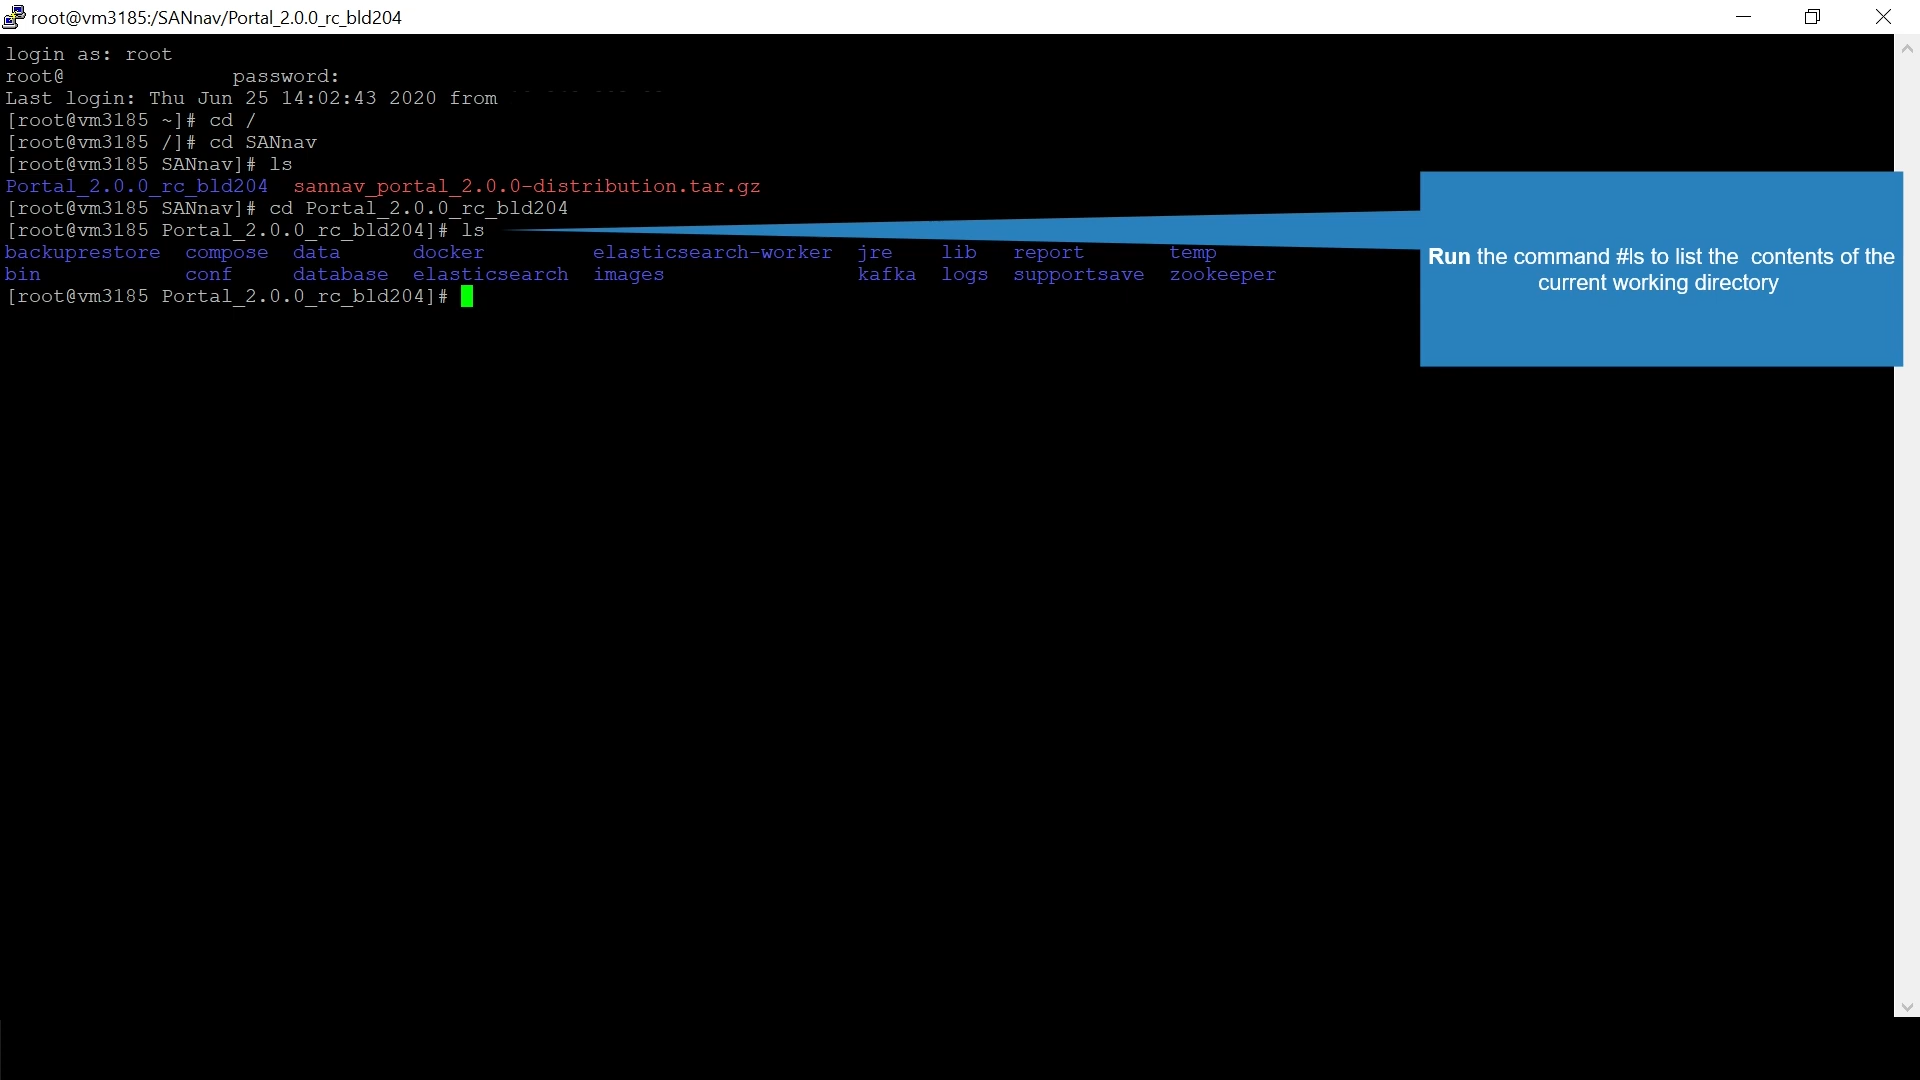 root@vm3185:/SANnav/Portal_2.0.0_rc_bld204
login as: root
root@ password:
Last login: Thu Jun 25 14:02:43 2020 from
[root@vm3185 ~]# cd /
[root@vm3185 /]# cd SANnav
[root@vm3185 SANnav]# ls
Portal_2.0.0_rc_bld204 sannav_portal_2.0.0-distribution.tar.gz
[root@vm3185 SANnav]# cd Portal_2.0.0_rc_bld204
[root@vm3185 Portal_2.0.0_rc_bld204]# ls
backuprestore compose data docker elasticsearch-worker jre lib report temp
bin conf database elasticsearch images kafka logs supportsave zookeeper
[root@vm3185 Portal_2.0.0_rc_bld204]#
Run the command #ls to list the contents of the
current working directory